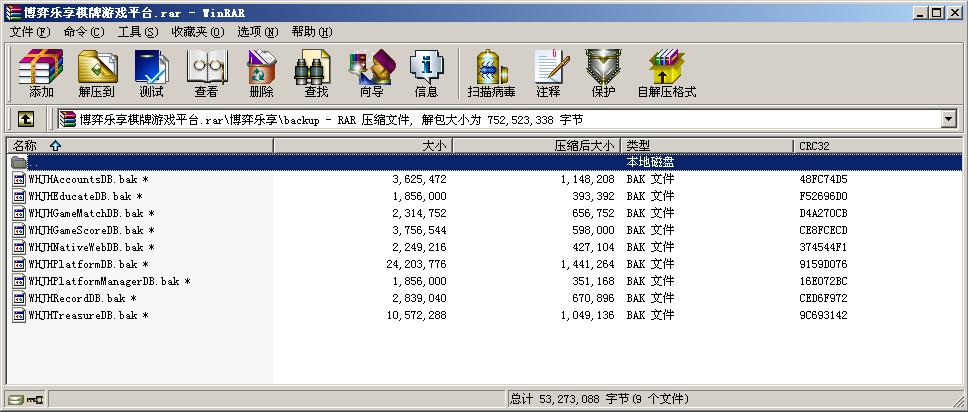 博弈乐享棋牌游戏平台.rar - WinRAR
文件(F) 命令(C) 工具(S) 收藏夹(O) 选项(N) 帮助(H)
添加 解压到 测试 查看 删除 查找 向导 信息 扫描病毒 注释 保护 自解压格式
博弈乐享棋牌游戏平台.rar\博弈乐享\backup - RAR 压缩文件, 解包大小为 752,523,338 字节
名称 大小 压缩后大小 类型 CRC32
.. 本地磁盘
WHJHAccountsDB.bak * 3,625,472 1,148,208 BAK 文件 48FC74D5
WHJHEducateDB.bak * 1,856,000 393,392 BAK 文件 F52696D0
WHJHGameMatchDB.bak * 2,314,752 656,752 BAK 文件 D4A270CB
WHJHGameScoreDB.bak * 3,756,544 598,000 BAK 文件 CE8FCECD
WHJHNativeWebDB.bak * 2,249,216 427,104 BAK 文件 374544F1
WHJHPlatformDB.bak * 24,203,776 1,441,264 BAK 文件 9159D076
WHJHPlatformManagerDB.bak * 1,856,000 351,168 BAK 文件 16E072BC
WHJHRecordDB.bak * 2,839,040 670,896 BAK 文件 CED6F972
WHJHTreasureDB.bak * 10,572,288 1,049,136 BAK 文件 9C693142
总计 53,273,088 字节(9 个文件)